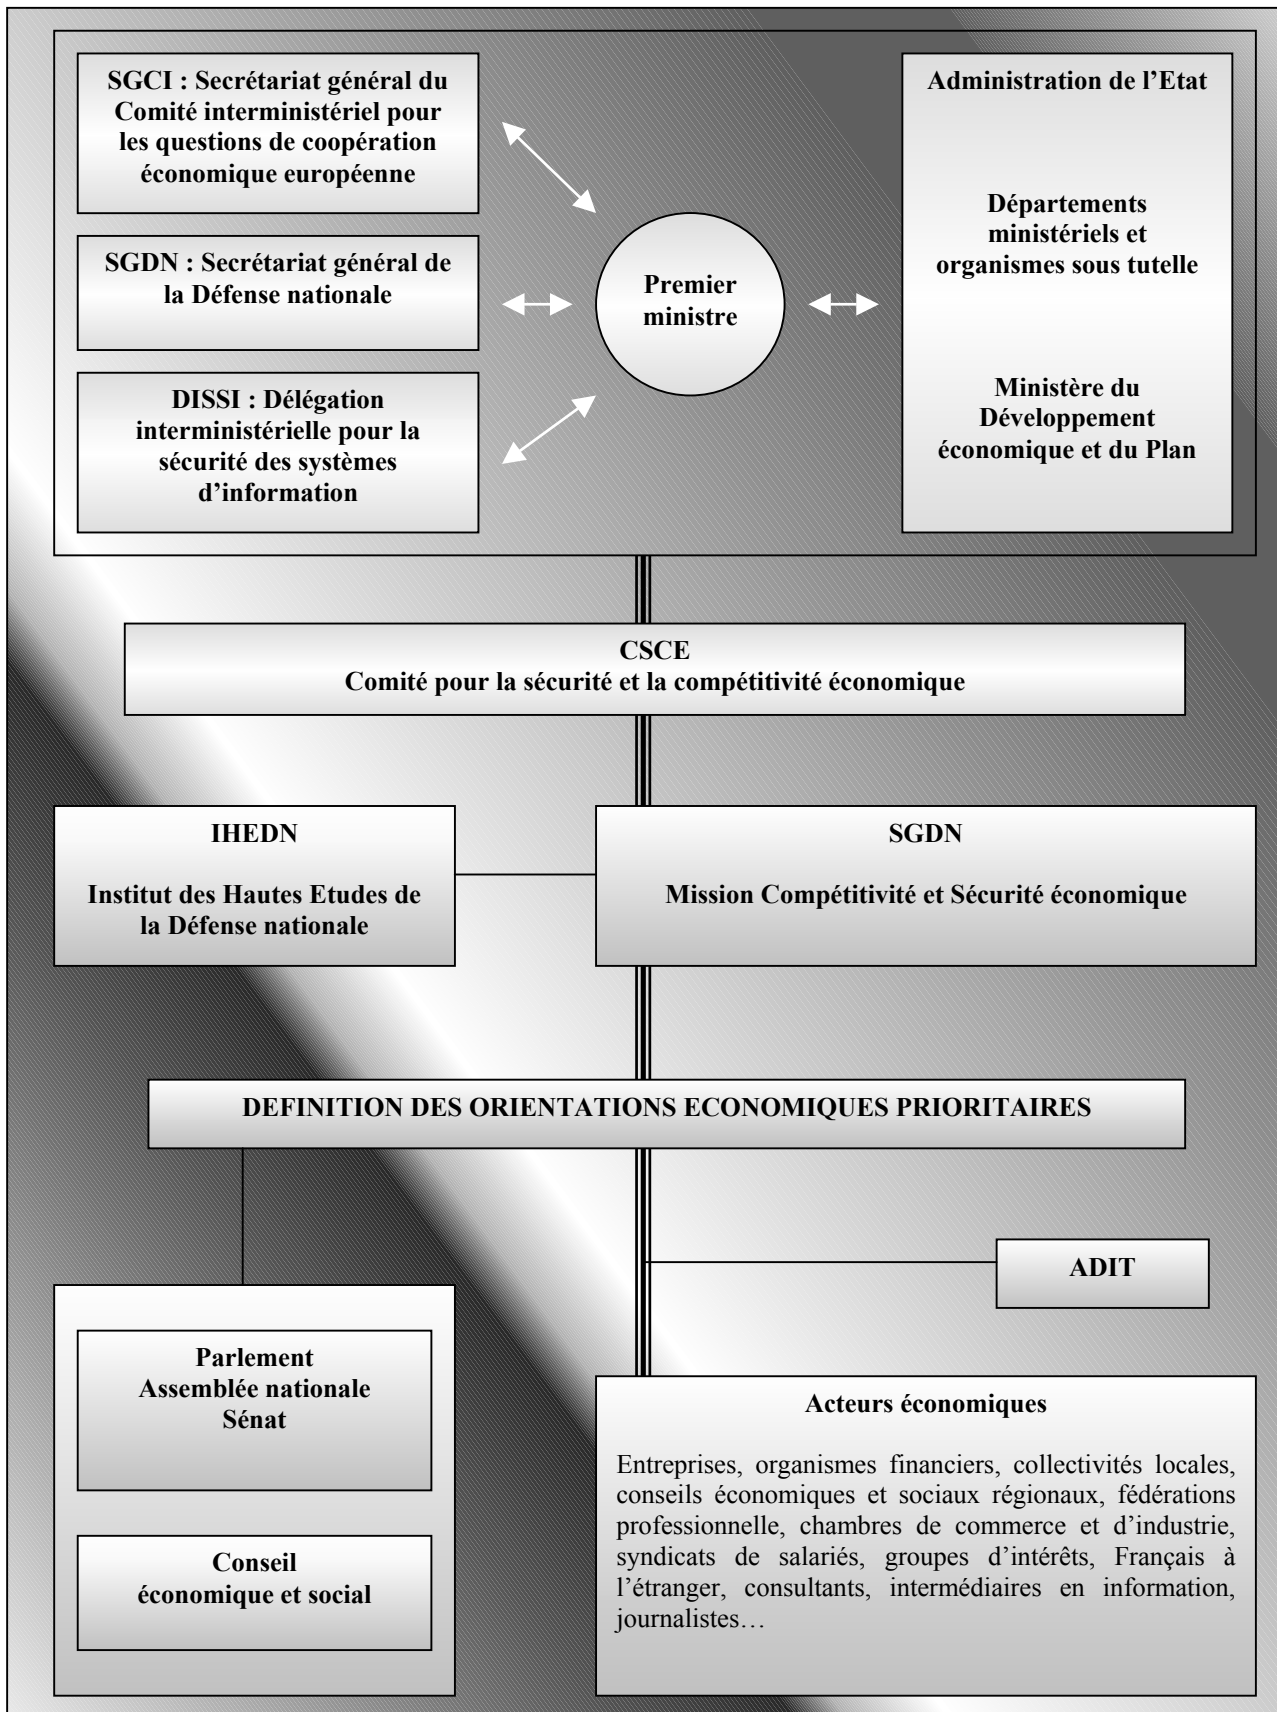 SGCI : Secrétariat général du
Comité interministériel pour
les questions de coopération
économique européenne
SGDN : Secrétariat général de
la Défense nationale
DISSI : Délégation
interministérielle pour la
sécurité des systèmes
d’information
Premier
ministre
Administration de l’Etat
Départements
ministériels et
organismes sous tutelle
Ministère du
Développement
économique et du Plan
CSCE
Comité pour la sécurité et la compétitivité économique
IHEDN
Institut des Hautes Etudes de
la Défense nationale
SGDN
Mission Compétitivité et Sécurité économique
DEFINITION DES ORIENTATIONS ECONOMIQUES PRIORITAIRES
ADIT
Parlement
Assemblée nationale
Sénat
Conseil
économique et social
Acteurs économiques
Entreprises, organismes financiers, collectivités locales,
conseils économiques et sociaux régionaux, fédérations
professionnelle, chambres de commerce et d’industrie,
syndicats de salariés, groupes d’intérêts, Français à
l’étranger, consultants, intermédiaires en information,
journalistes…